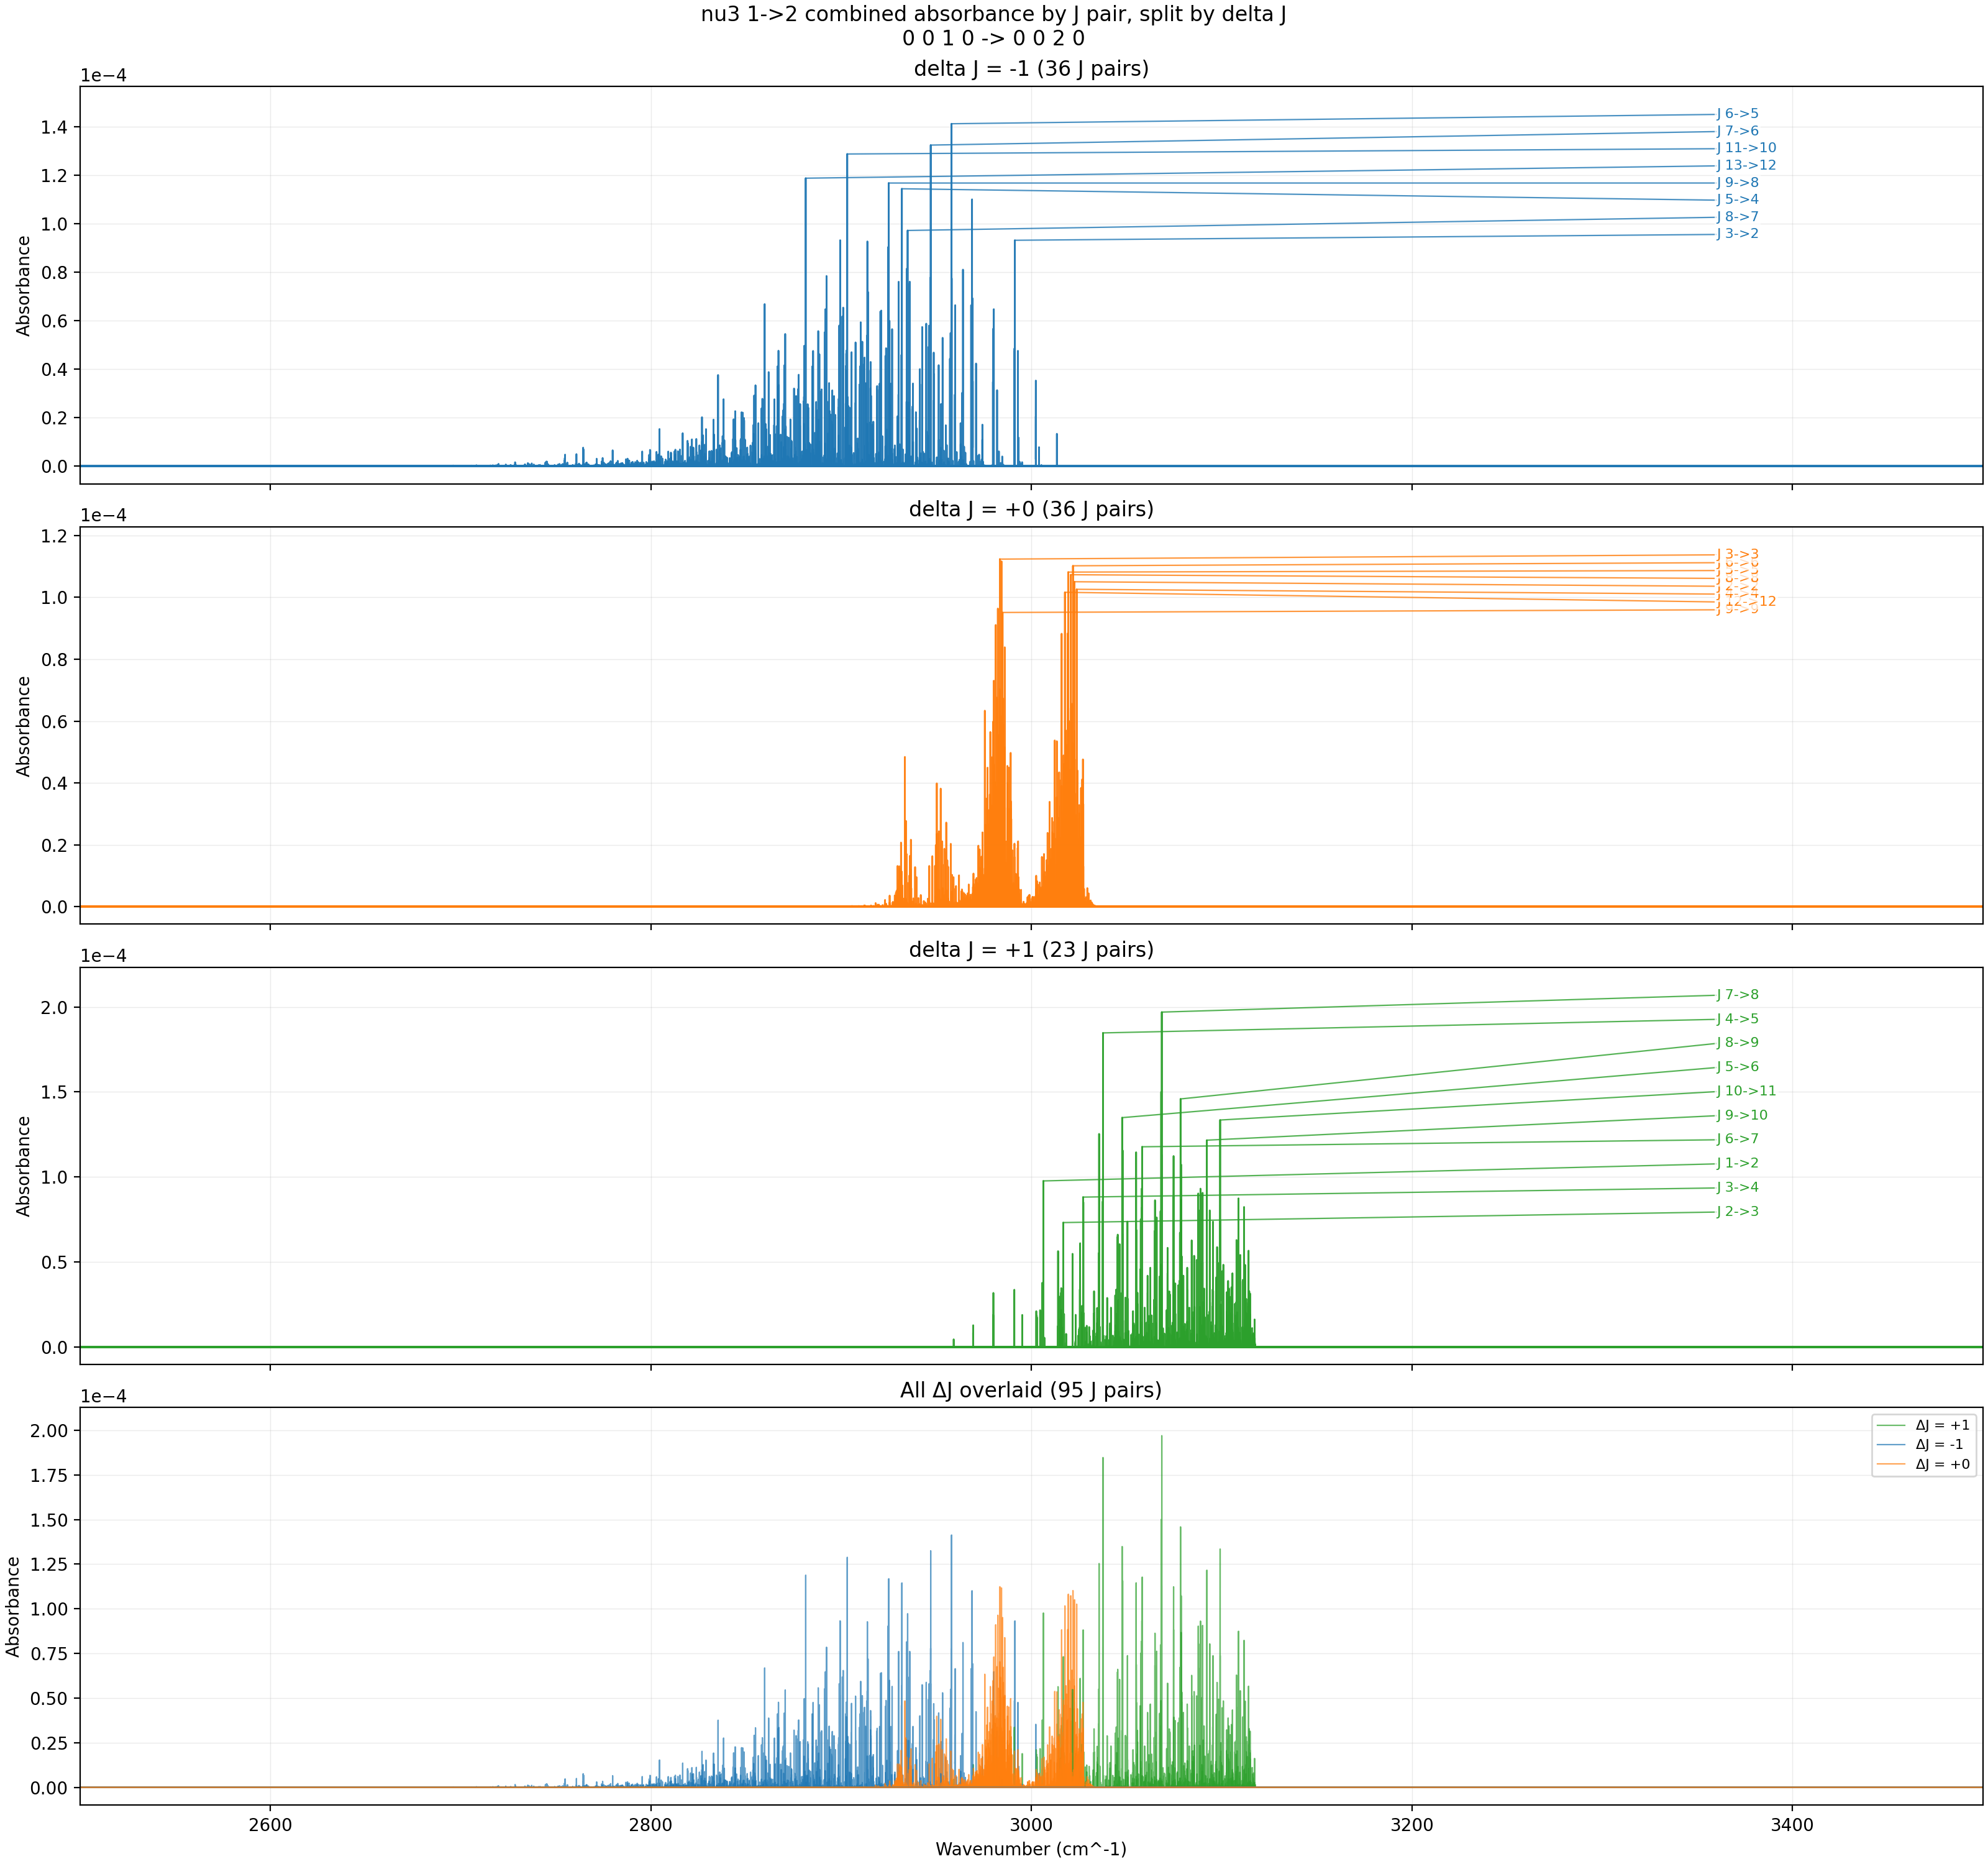 nu3 1->2 combined absorbance by J pair, split by delta J
0 0 1 0 -> 0 0 2 0
delta J = -1 (36 J pairs)
1e−4
1.4
1.2
1.0
0.8
0.6
0.4
0.2
0.0
Absorbance
J 6->5
J 7->6
J 11->10
J 13->12
J 9->8
J 5->4
J 8->7
J 3->2
delta J = +0 (36 J pairs)
1e−4
1.2
1.0
0.8
0.6
0.4
0.2
0.0
Absorbance
J 3->3
J 12->12
J 9->9
delta J = +1 (23 J pairs)
1e−4
2.0
1.5
1.0
0.5
0.0
Absorbance
J 7->8
J 4->5
J 8->9
J 5->6
J 10->11
J 9->10
J 6->7
J 1->2
J 3->4
J 2->3
All ΔJ overlaid (95 J pairs)
1e−4
2.00
1.75
1.50
1.25
1.00
0.75
0.50
0.25
0.00
Absorbance
ΔJ = +1
ΔJ = -1
ΔJ = +0
2600
2800
3000
3200
3400
Wavenumber (cm^-1)